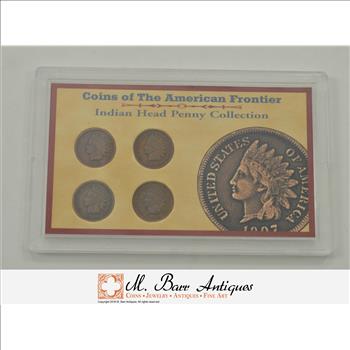 Coins of The American Frontier
Indian Head Penny Collection
UNITED STATES OF AMERICA
1907
M. Barr Antiques
COINS • JEWELRY • ANTIQUES • FINE ART